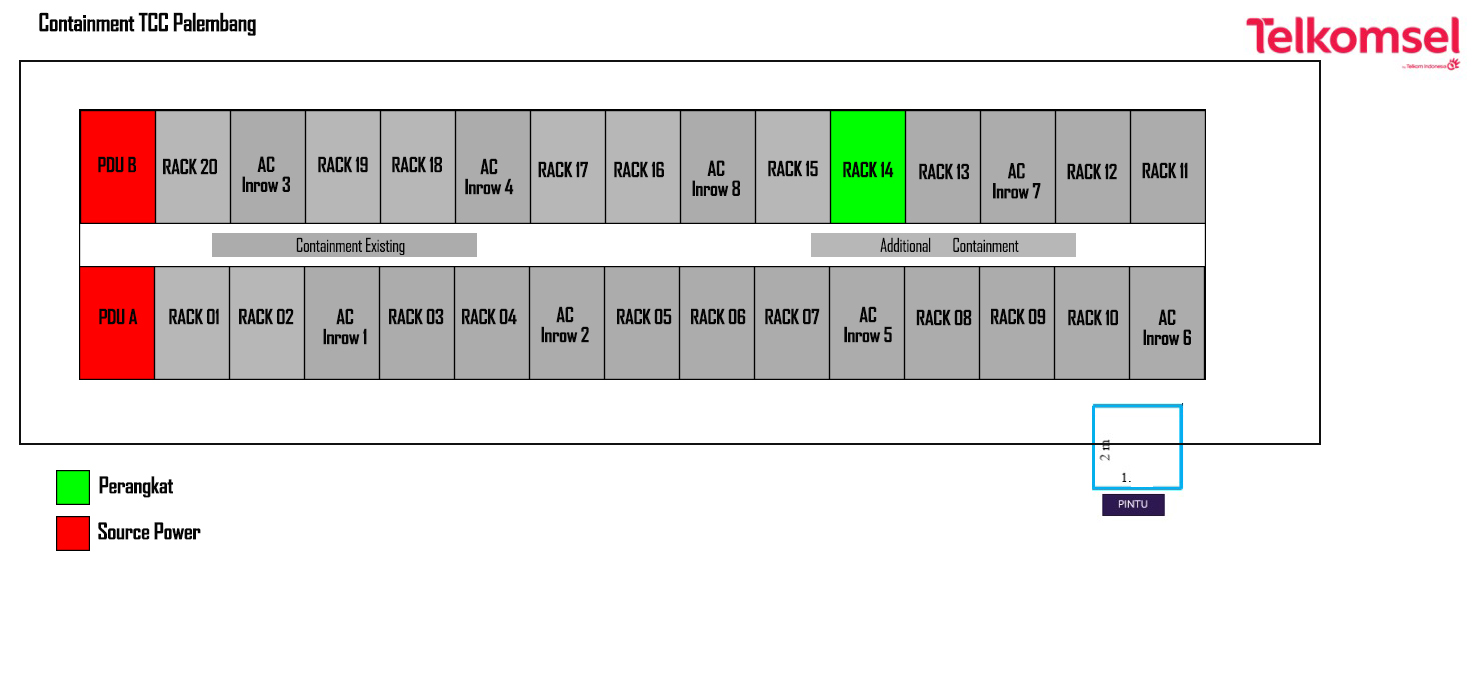 Containment TCC Palembang
Telkomsel
by Telkom Indonesia
PDU B
RACK 20
AC
Inrow 3
RACK 19
RACK 18
AC
Inrow 4
RACK 17
RACK 16
AC
Inrow 8
RACK 15
RACK 14
RACK 13
AC
Inrow 7
RACK 12
RACK 11
Containment Existing
Additional Containment
PDU A
RACK 01
RACK 02
AC
Inrow 1
RACK 03
RACK 04
AC
Inrow 2
RACK 05
RACK 06
RACK 07
AC
Inrow 5
RACK 08
RACK 09
RACK 10
AC
Inrow 6
2 m
1.
PINTU
Perangkat
Source Power